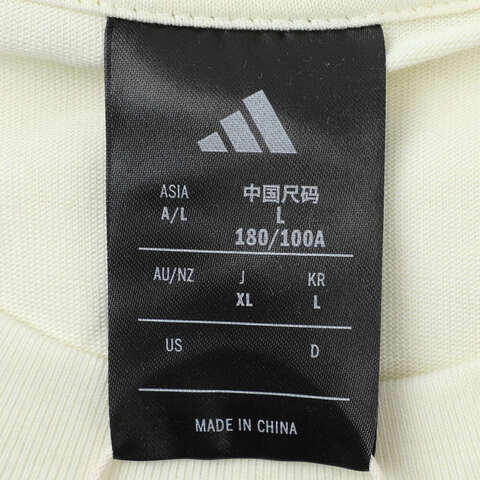 ASIA 中国尺码
A/L L
180/100A
AU/NZ J KR
XL L
US D
MADE IN CHINA